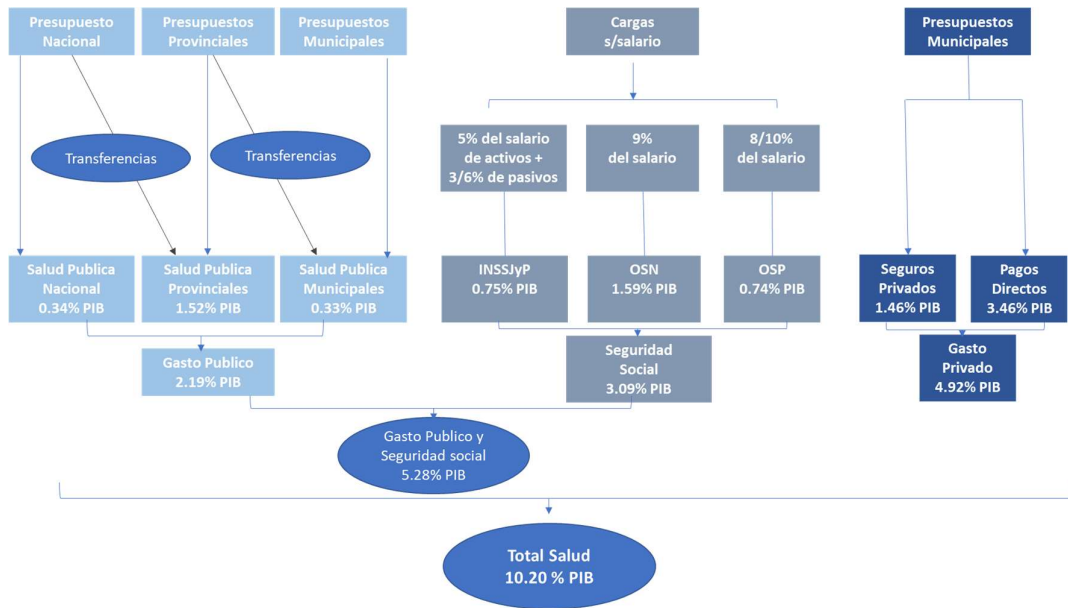 Presupuesto
Nacional
Presupuestos
Provinciales
Presupuestos
Municipales
Cargas
s/salario
Presupuestos
Municipales
Transferencias
Transferencias
5% del salario
de activos +
3/6% de pasivos
9%
del salario
8/10%
del salario
Salud Publica
Nacional
0.34% PIB
Salud Publica
Provinciales
1.52% PIB
Salud Publica
Municipales
0.33% PIB
INSSJyP
0.75% PIB
OSN
1.59% PIB
OSP
0.74% PIB
Seguros
Privados
1.46% PIB
Pagos
Directos
3.46% PIB
Gasto Publico
2.19% PIB
Seguridad
Social
3.09% PIB
Gasto
Privado
4.92% PIB
Gasto Publico y
Seguridad social
5.28% PIB
Total Salud
10.20 % PIB